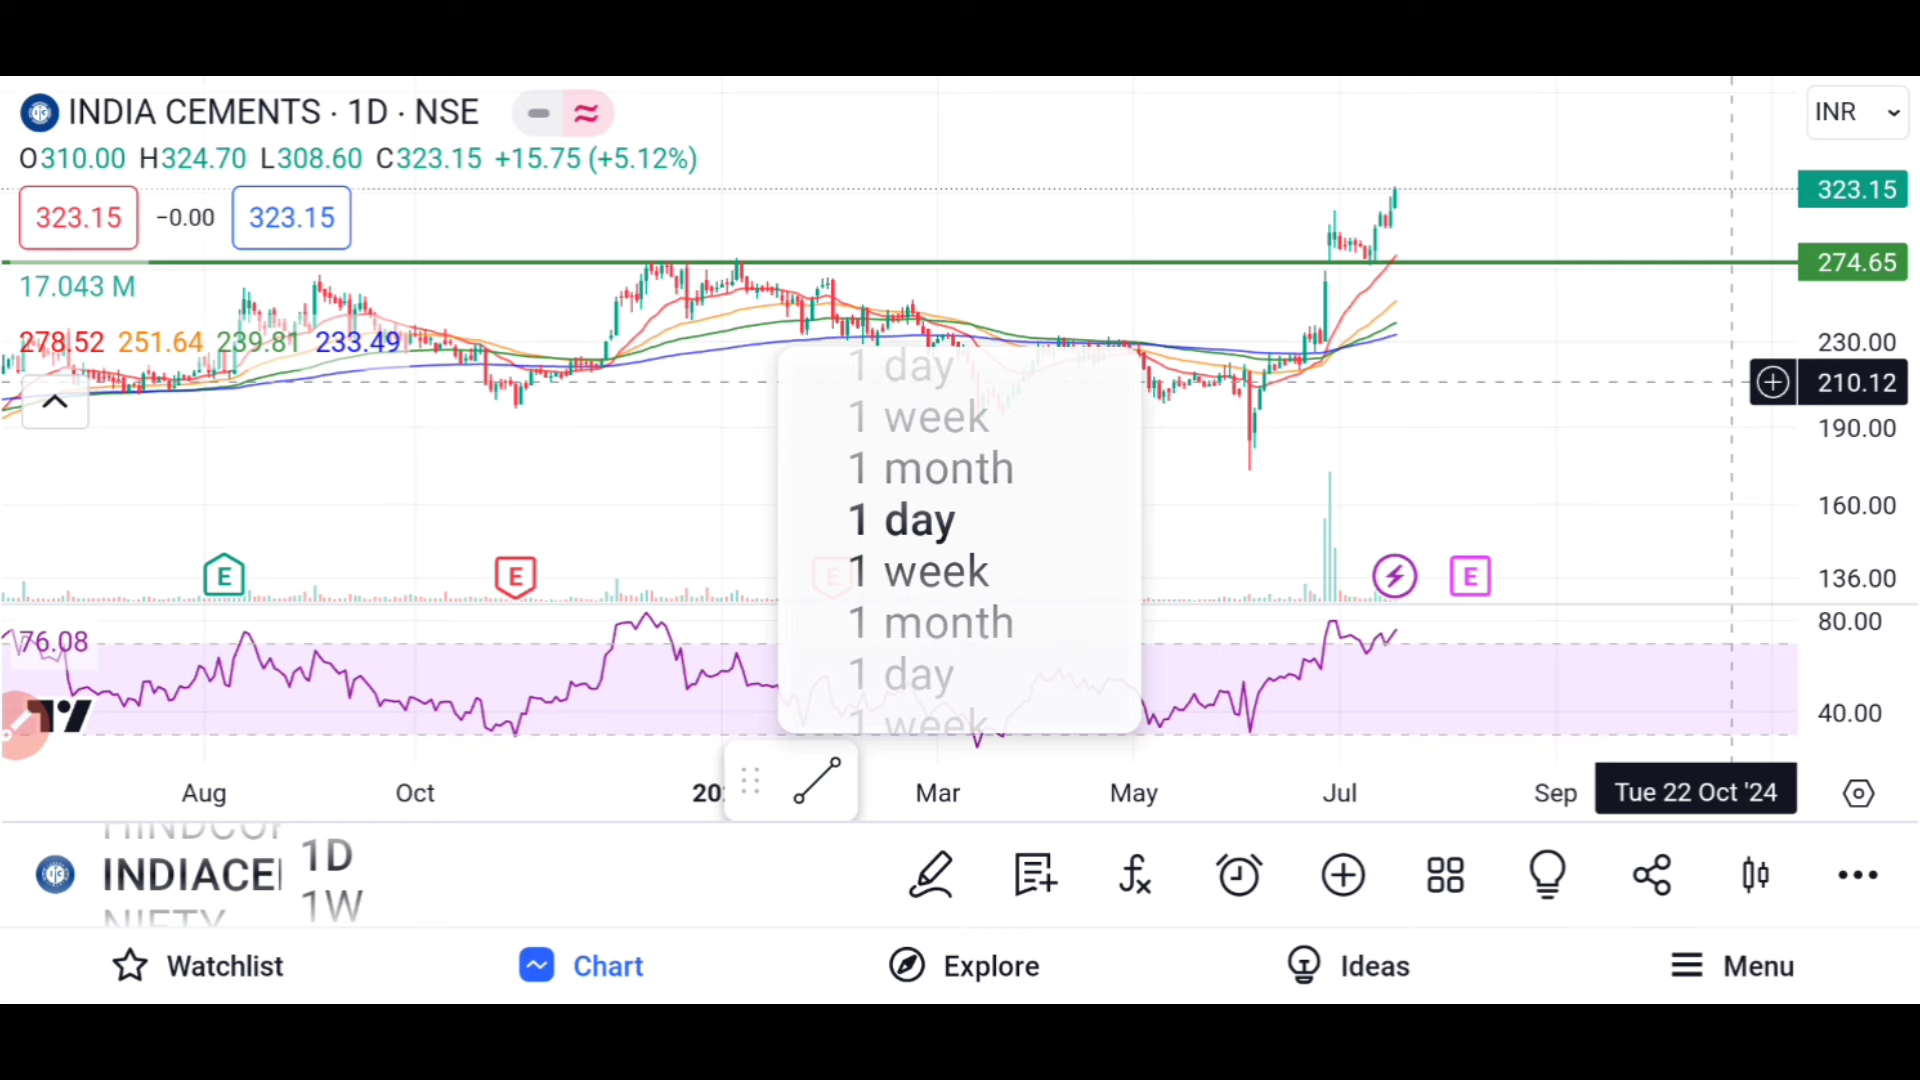 INDIA CEMENTS · 1D · NSE
INR
O310.00 H324.70 L308.60 C323.15 +15.75 (+5.12%)
323.15 −0.00 323.15
323.15
274.65
17.043 M
278.52 251.64 239.81 233.49
230.00
210.12
190.00
160.00
136.00
1 day
1 week
1 month
1 day
1 week
1 month
1 day
1 week
E
E
E
E
76.08
80.00
40.00
Aug Oct 20 Mar May Jul Sep Tue 22 Oct '24
INDIACE
NIFTY
1D
1W
Watchlist Chart Explore Ideas Menu